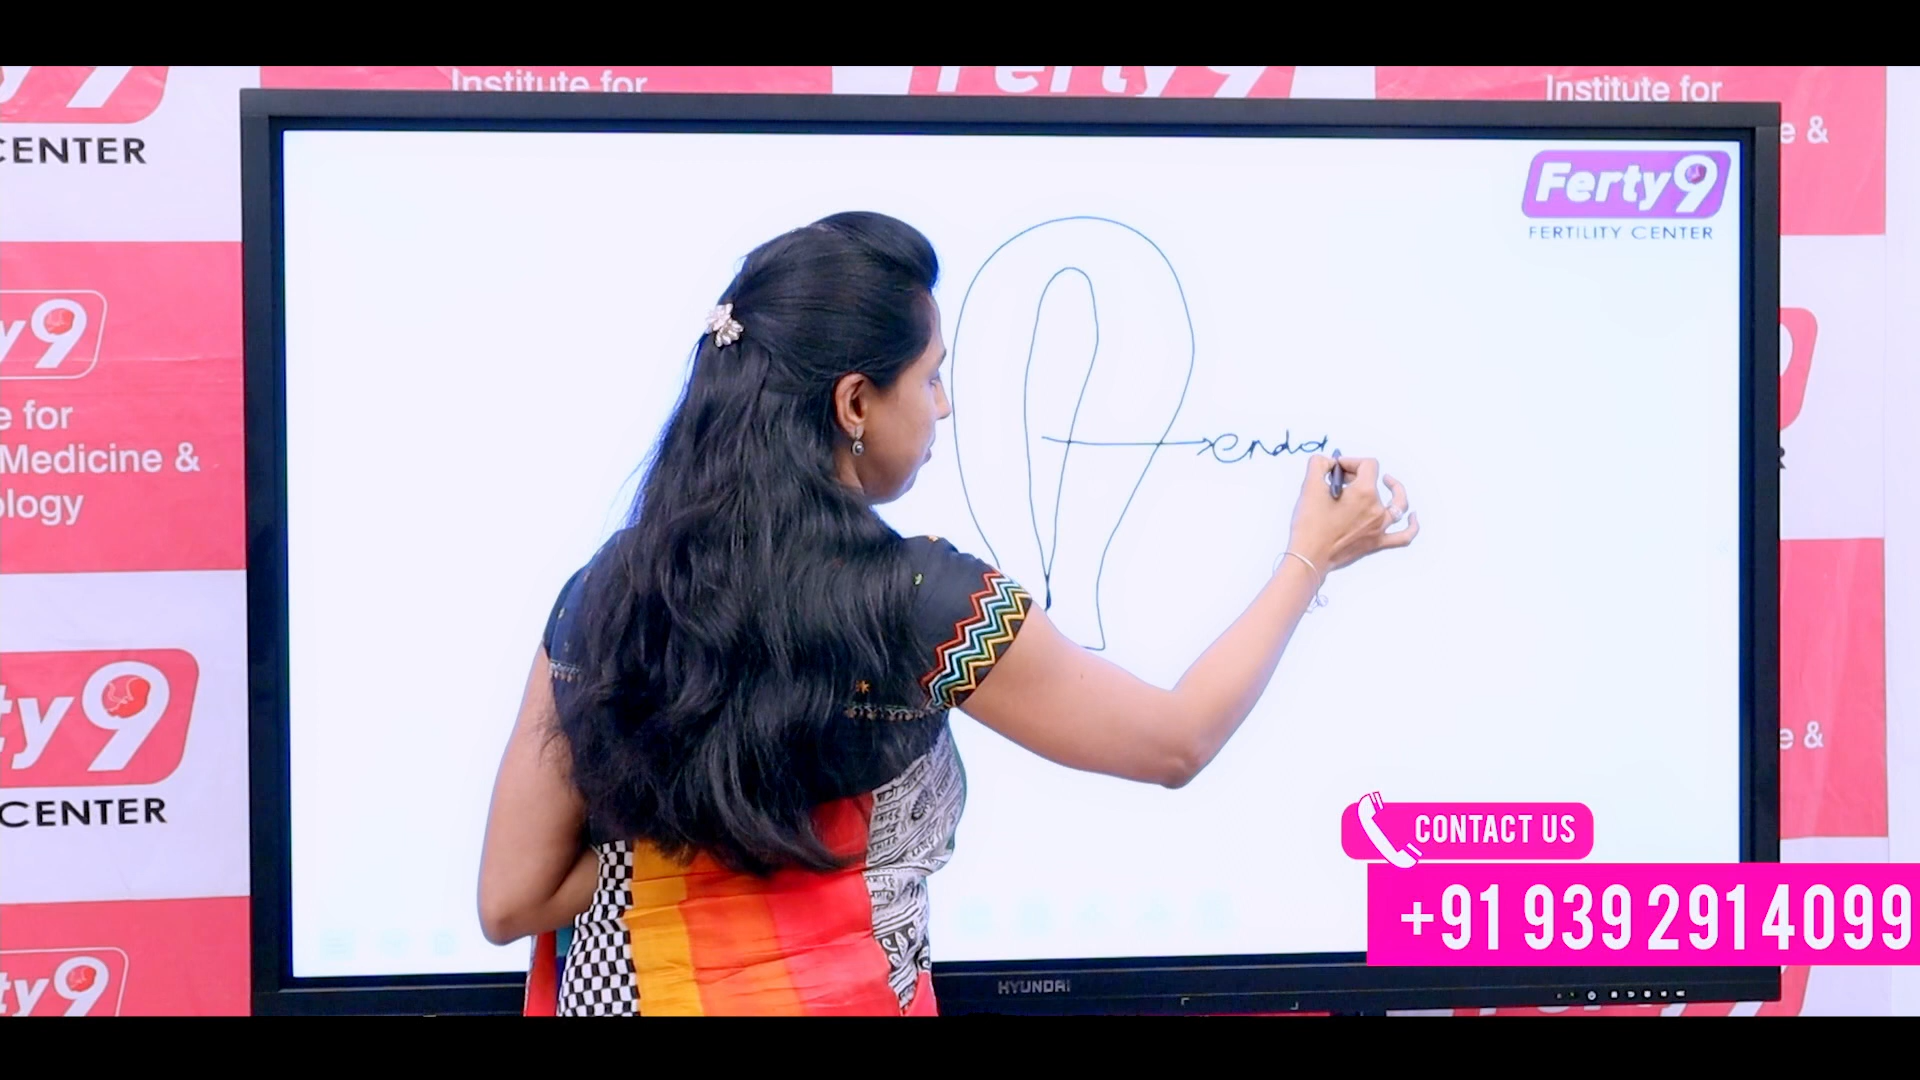 Institute for
Ferty9
Institute for
CENTER
e &
Ferty9
FERTILITY CENTER
y9
e for
Medicine &
ology
endo
ty9
CENTER
e &
CONTACT US
+91 939 291 4099
ty9
HYUNDAI